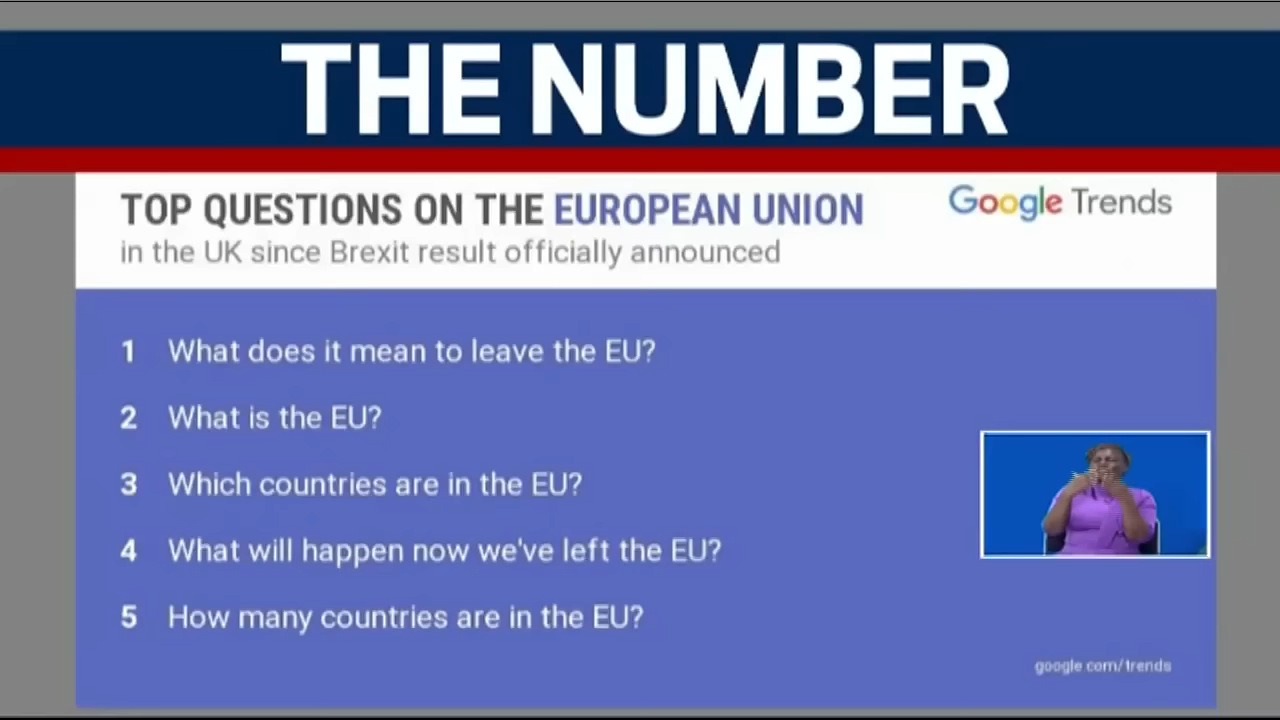 THE NUMBER
TOP QUESTIONS ON THE EUROPEAN UNION
Google Trends
in the UK since Brexit result officially announced
1 What does it mean to leave the EU?
2 What is the EU?
3 Which countries are in the EU?
4 What will happen now we've left the EU?
5 How many countries are in the EU?
google.com/trends